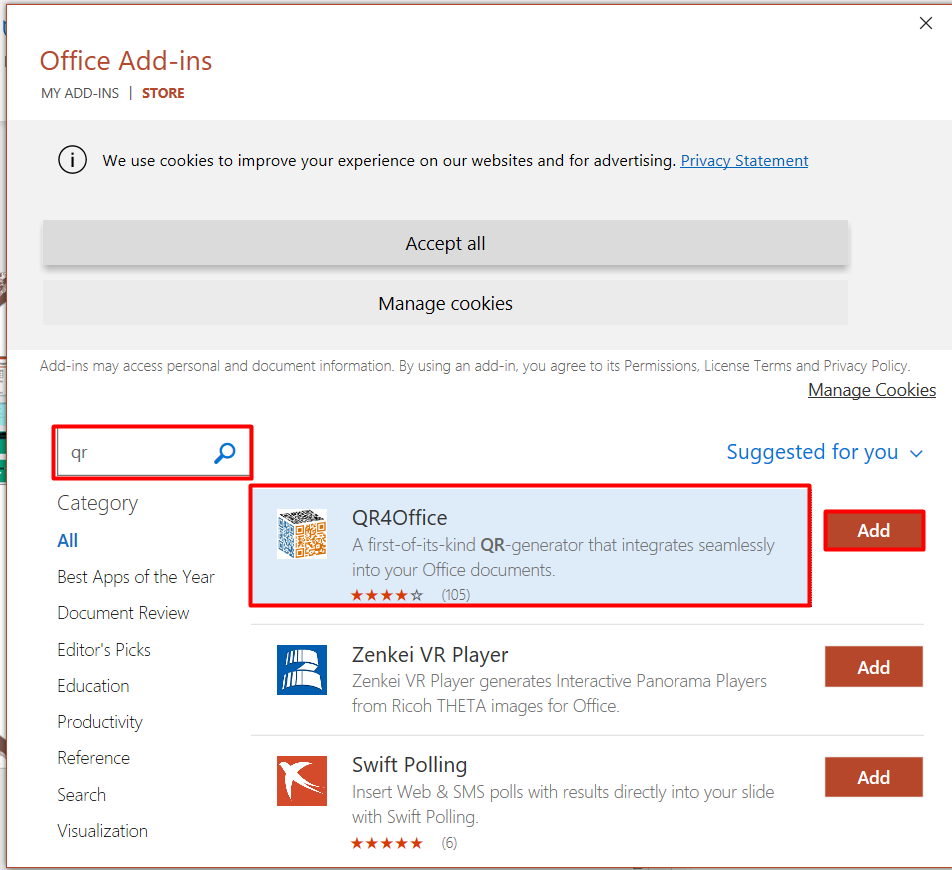 Office Add-ins
MY ADD-INS | STORE
We use cookies to improve your experience on our websites and for advertising. Privacy Statement
Accept all
Manage cookies
Add-ins may access personal and document information. By using an add-in, you agree to its Permissions, License Terms and Privacy Policy.
Manage Cookies
qr
Suggested for you
Category
All
Best Apps of the Year
Document Review
Editor's Picks
Education
Productivity
Reference
Search
Visualization
QR4Office
A first-of-its-kind QR-generator that integrates seamlessly
into your Office documents.
(105)
Add
Zenkei VR Player
Zenkei VR Player generates Interactive Panorama Players
from Ricoh THETA images for Office.
Add
Swift Polling
Insert Web & SMS polls with results directly into your slide
with Swift Polling.
(6)
Add